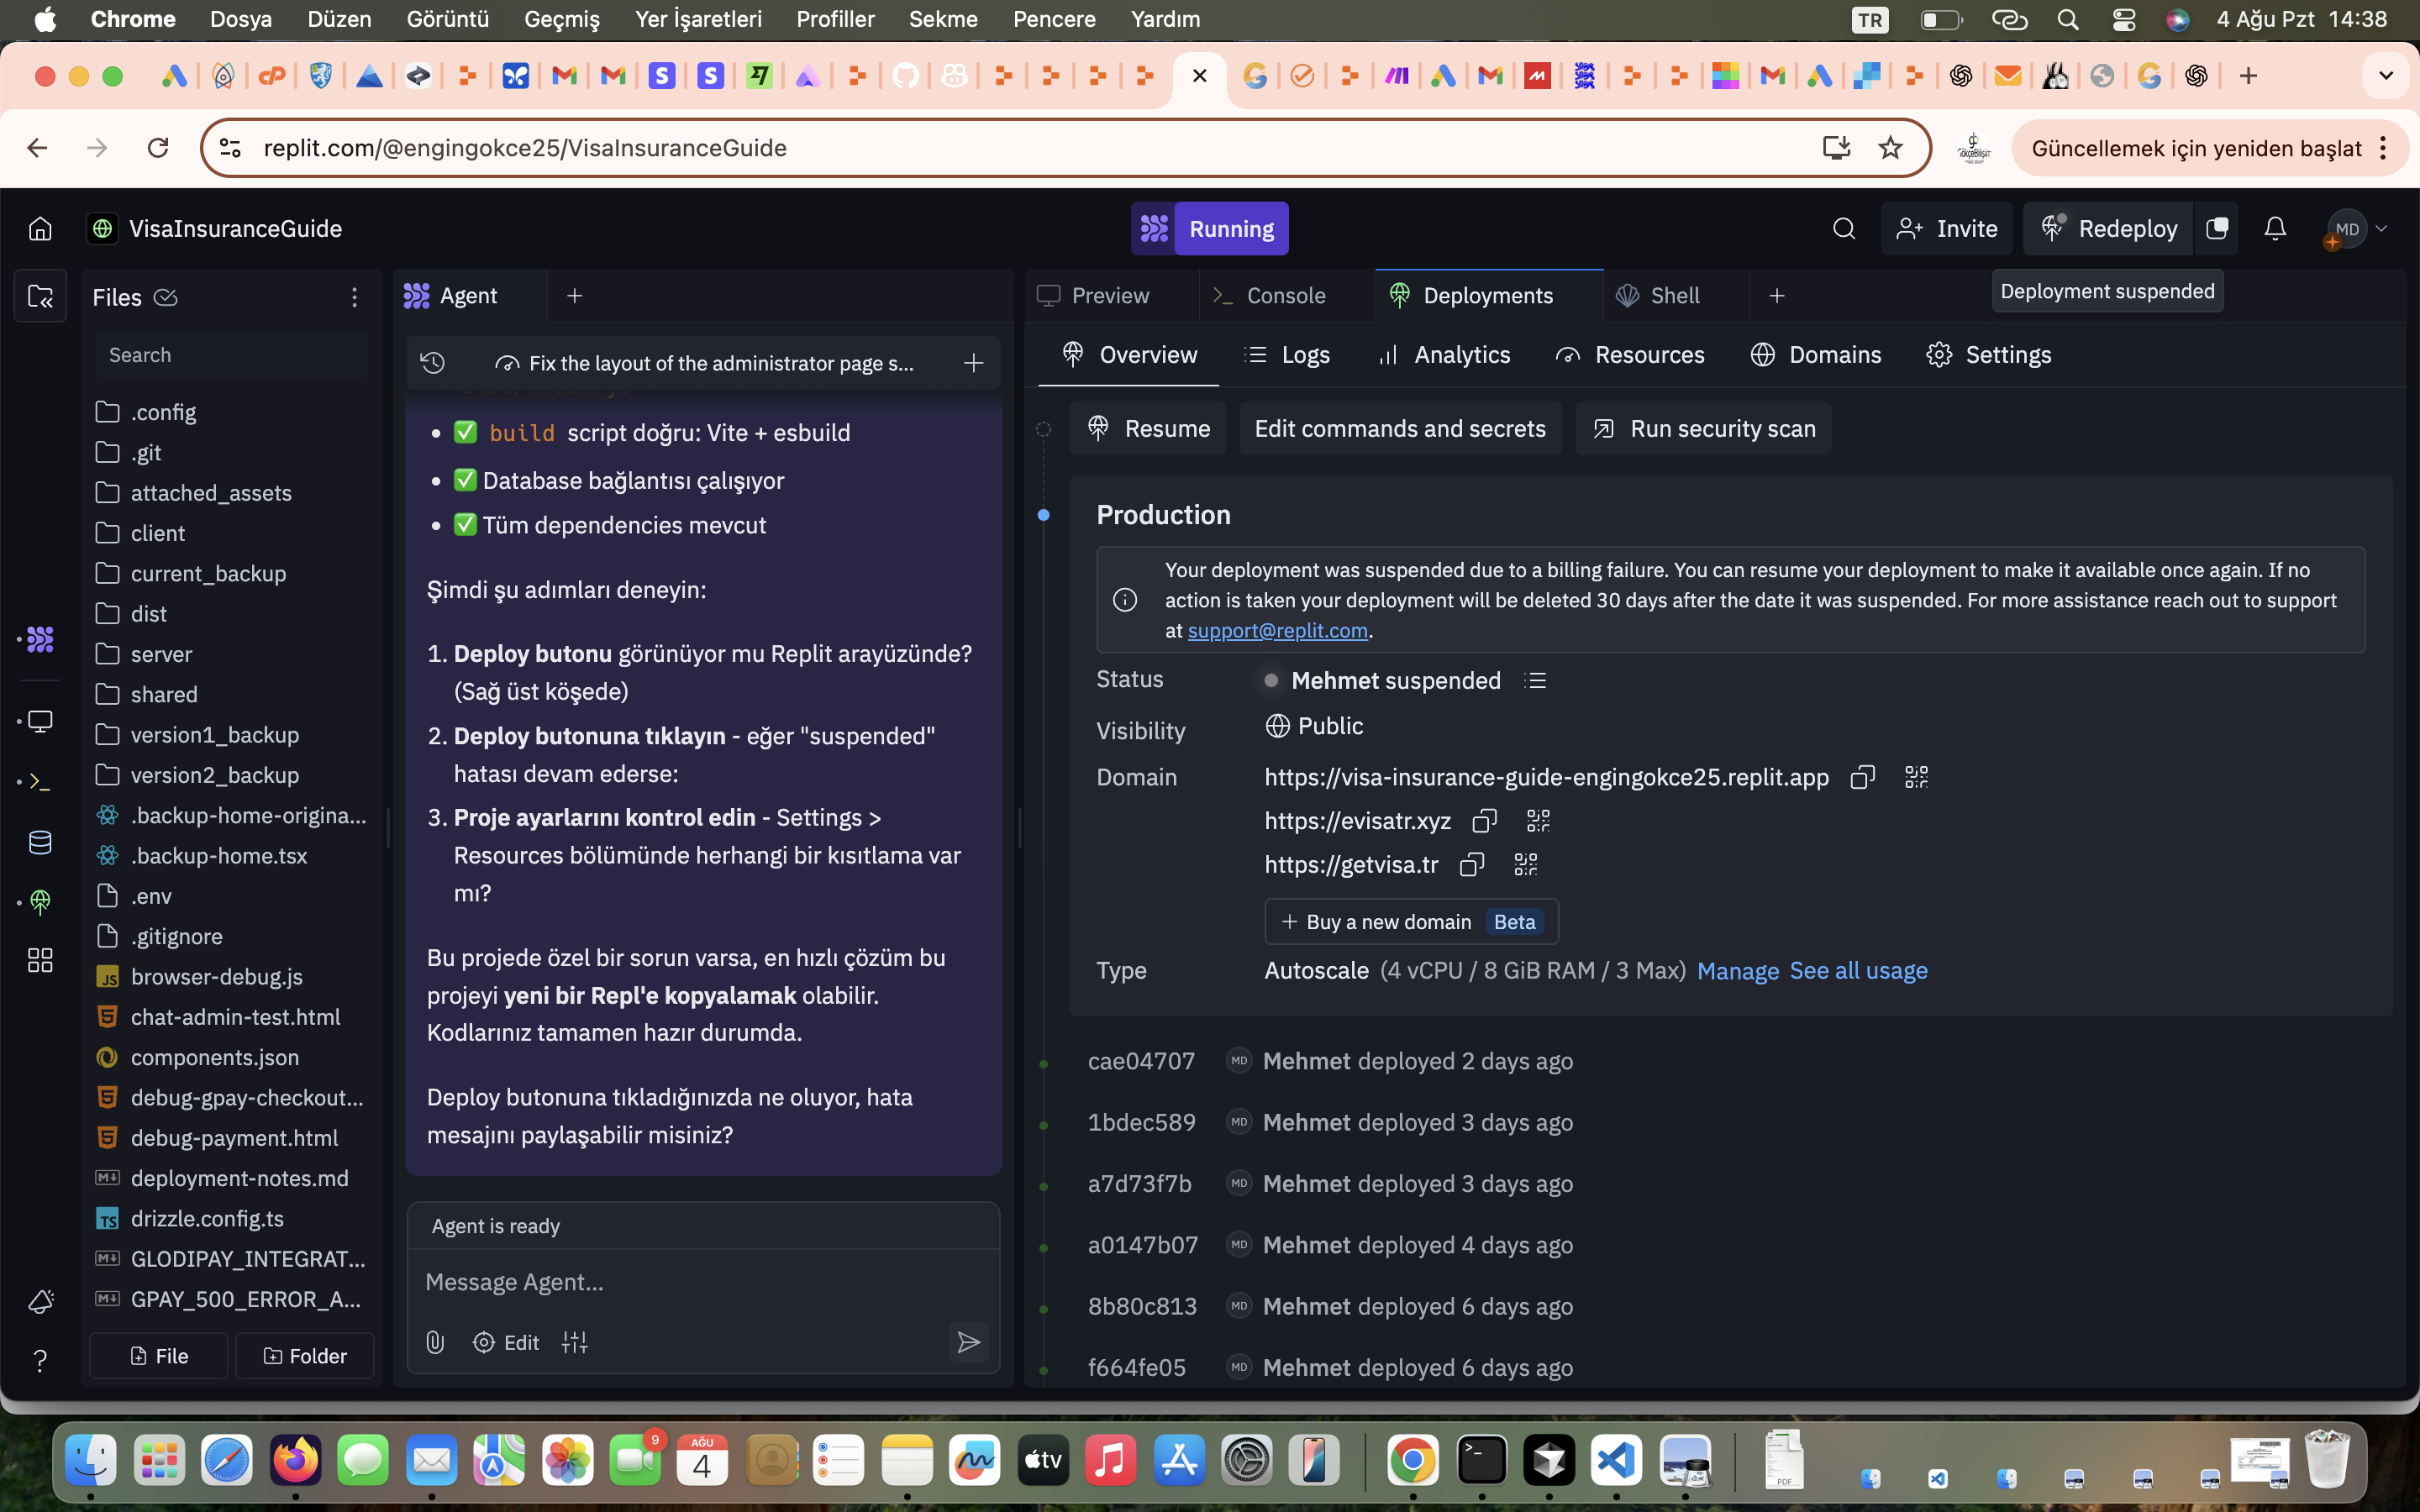 Chrome Dosya Düzen Görüntü Geçmiş Yer İşaretleri Profiller Sekme Pencere Yardım TR 4 Ağu Pzt 14:38
replit.com/@engingokce25/VisaInsuranceGuide
Güncellemek için yeniden başlat
VisaInsuranceGuide
Running
Invite
Redeploy
MD
Deployment suspended
Files
Search
.config
.git
attached_assets
client
current_backup
dist
server
shared
version1_backup
version2_backup
.backup-home-origina...
.backup-home.tsx
.env
.gitignore
browser-debug.js
chat-admin-test.html
components.json
debug-gpay-checkout...
debug-payment.html
deployment-notes.md
drizzle.config.ts
GLODIPAY_INTEGRAT...
GPAY_500_ERROR_A...
File
Folder
Agent
Fix the layout of the administrator page s...
• ✅ build script doğru: Vite + esbuild
• ✅ Database bağlantısı çalışıyor
• ✅ Tüm dependencies mevcut
Şimdi şu adımları deneyin:
1. Deploy butonu görünüyor mu Replit arayüzünde?
(Sağ üst köşede)
2. Deploy butonuna tıklayın - eğer "suspended"
hatası devam ederse:
3. Proje ayarlarını kontrol edin - Settings >
Resources bölümünde herhangi bir kısıtlama var
mı?
Bu projede özel bir sorun varsa, en hızlı çözüm bu
projeyi yeni bir Repl'e kopyalamak olabilir.
Kodlarınız tamamen hazır durumda.
Deploy butonuna tıkladığınızda ne oluyor, hata
mesajını paylaşabilir misiniz?
Agent is ready
Message Agent...
Edit
Preview
Console
Deployments
Shell
Overview
Logs
Analytics
Resources
Domains
Settings
Resume
Edit commands and secrets
Run security scan
Production
Your deployment was suspended due to a billing failure. You can resume your deployment to make it available once again. If no
action is taken your deployment will be deleted 30 days after the date it was suspended. For more assistance reach out to support
at support@replit.com.
Status Mehmet suspended
Visibility Public
Domain https://visa-insurance-guide-engingokce25.replit.app
https://evisatr.xyz
https://getvisa.tr
+ Buy a new domain Beta
Type Autoscale (4 vCPU / 8 GiB RAM / 3 Max) Manage See all usage
cae04707 MD Mehmet deployed 2 days ago
1bdec589 MD Mehmet deployed 3 days ago
a7d73f7b MD Mehmet deployed 3 days ago
a0147b07 MD Mehmet deployed 4 days ago
8b80c813 MD Mehmet deployed 6 days ago
f664fe05 MD Mehmet deployed 6 days ago
9
AĞU
4
tv
PDF